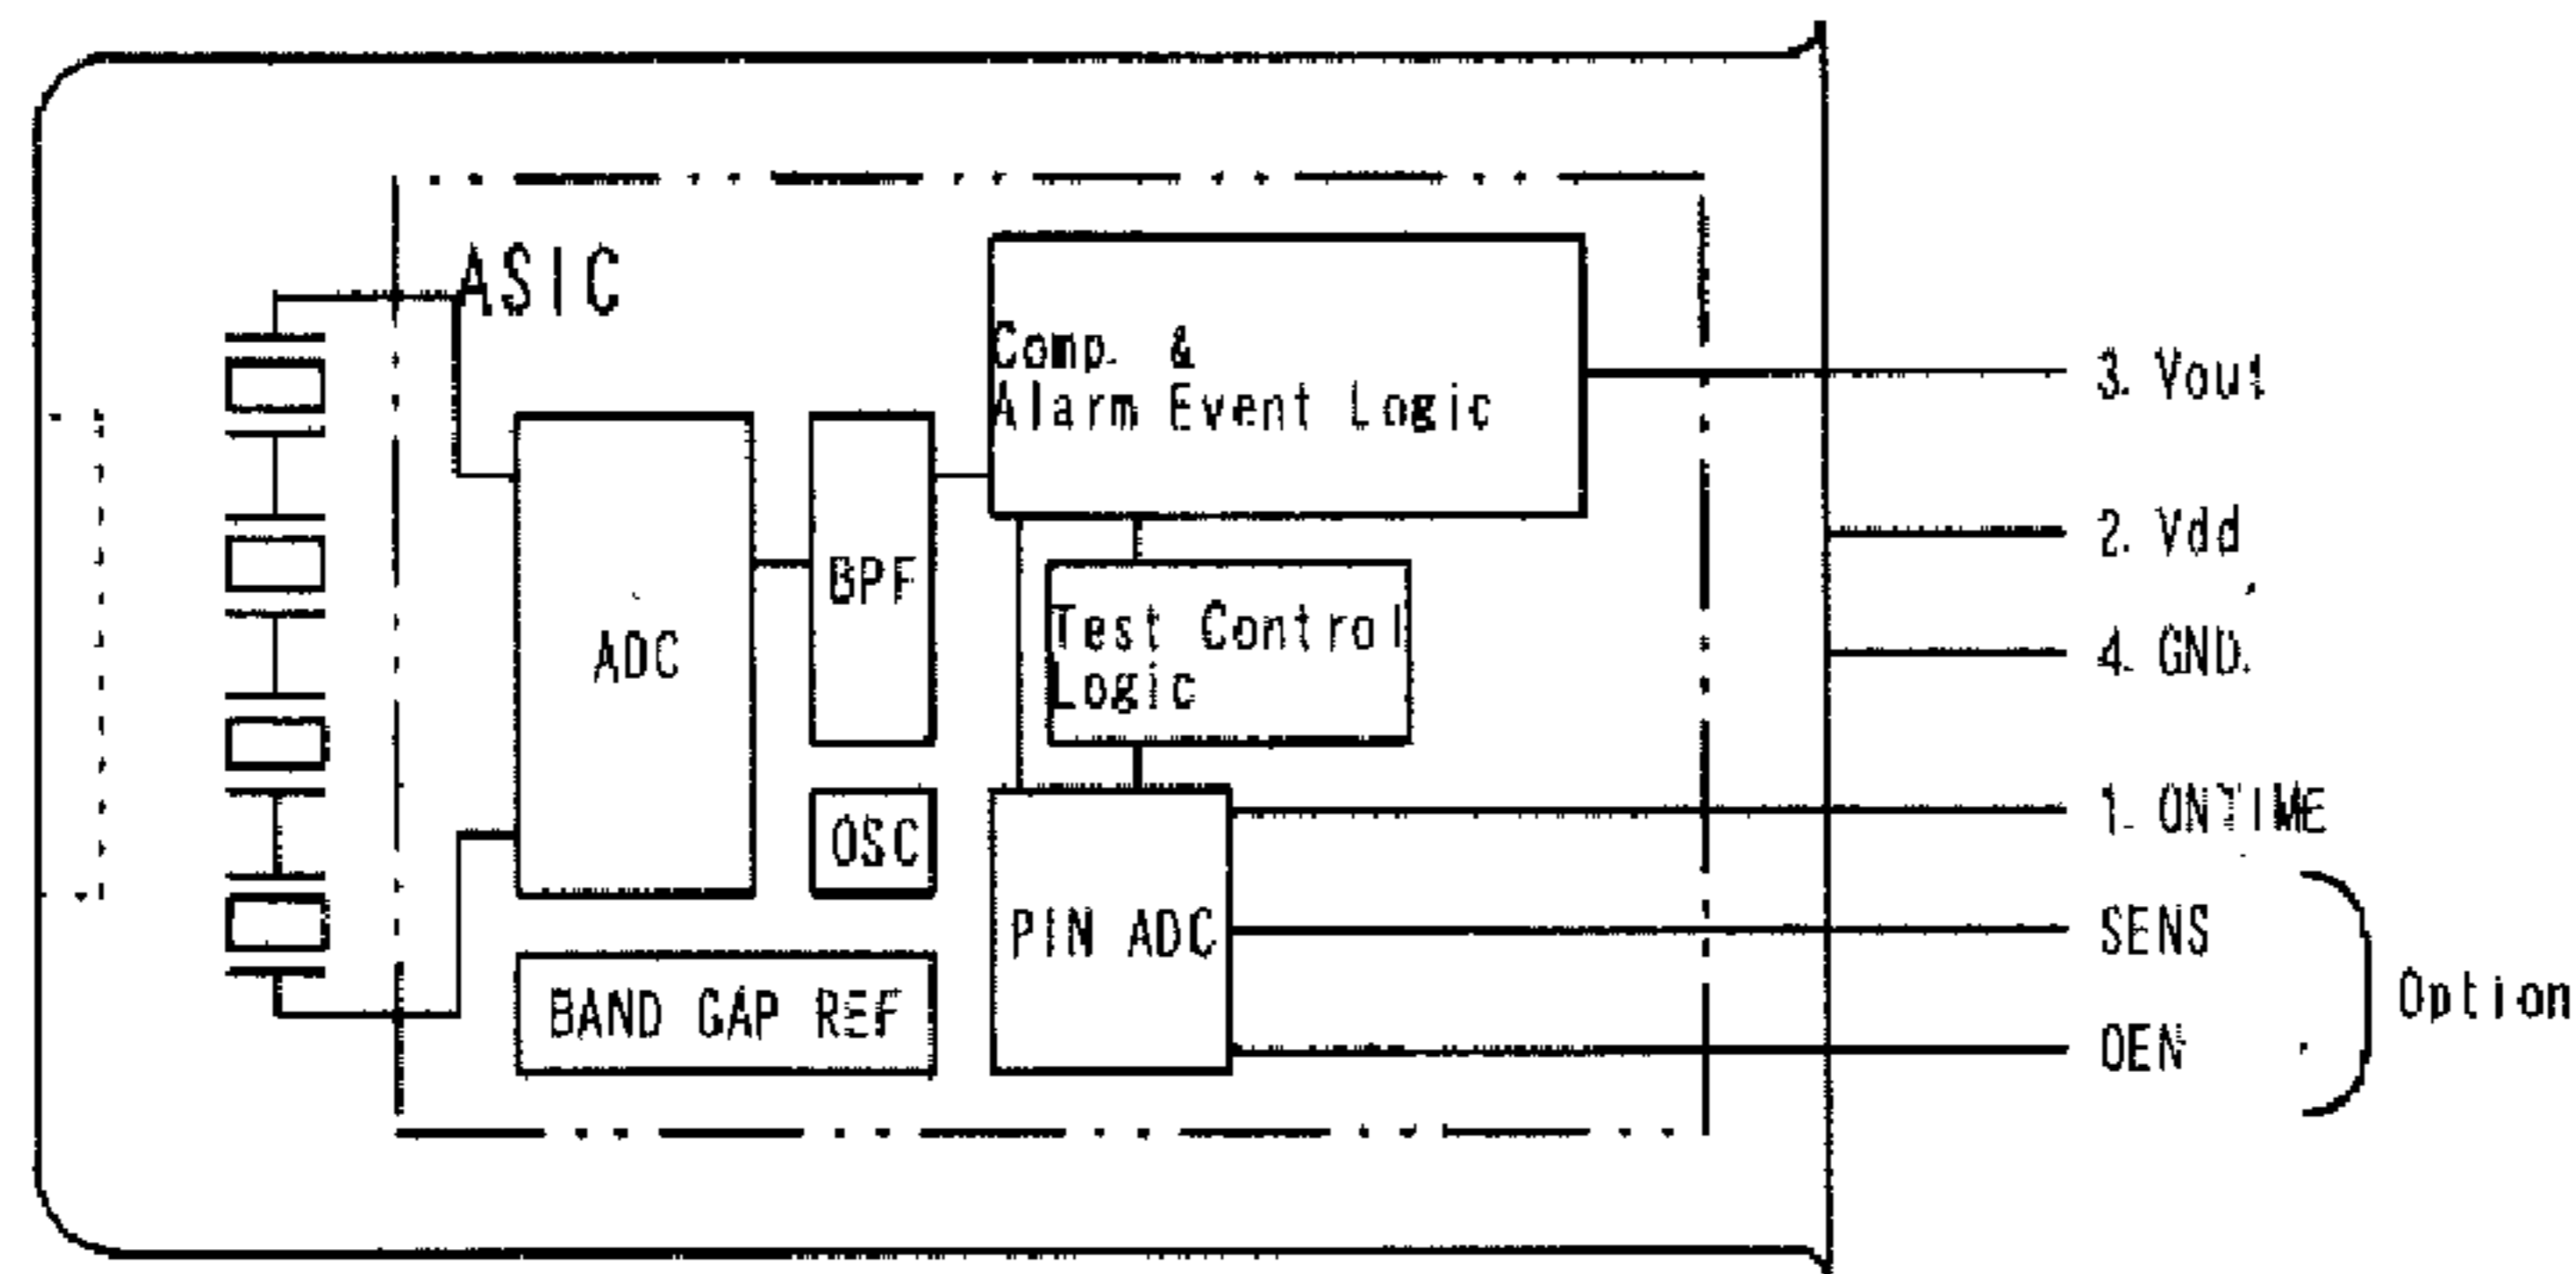 ASIC
Comp. &
Alarm Event Logic
ADC
BPF
Test Control
Logic
OSC
PIN ADC
BAND GAP REF
3. Vout
2. Vdd
4. GND.
1. ONTIME
SENS
OEN
Option